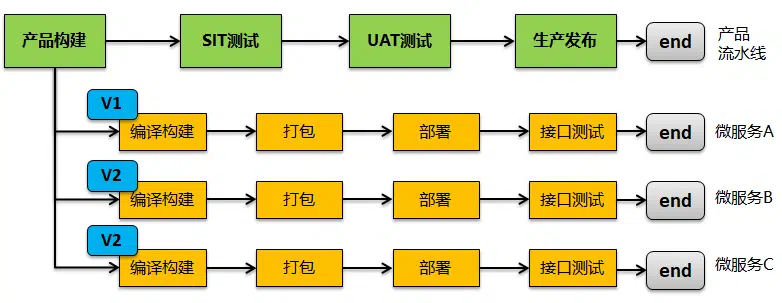 产品构建
SIT测试
UAT测试
生产发布
end
产品
流水线
V1
编译构建
打包
部署
接口测试
end
微服务A
V2
编译构建
打包
部署
接口测试
end
微服务B
V2
编译构建
打包
部署
接口测试
end
微服务C